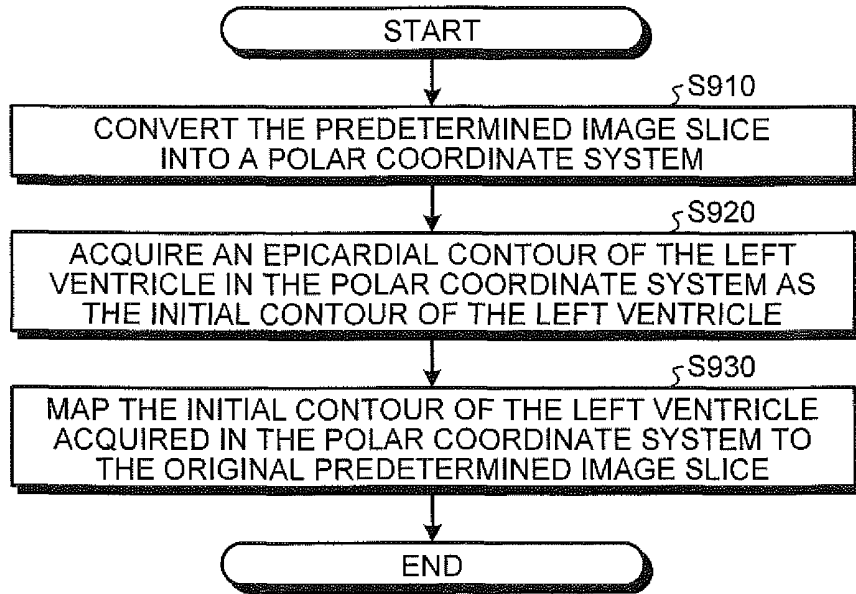 START
S910
CONVERT THE PREDETERMINED IMAGE SLICE
INTO A POLAR COORDINATE SYSTEM
S920
ACQUIRE AN EPICARDIAL CONTOUR OF THE LEFT
VENTRICLE IN THE POLAR COORDINATE SYSTEM AS
THE INITIAL CONTOUR OF THE LEFT VENTRICLE
S930
MAP THE INITIAL CONTOUR OF THE LEFT VENTRICLE
ACQUIRED IN THE POLAR COORDINATE SYSTEM TO
THE ORIGINAL PREDETERMINED IMAGE SLICE
END